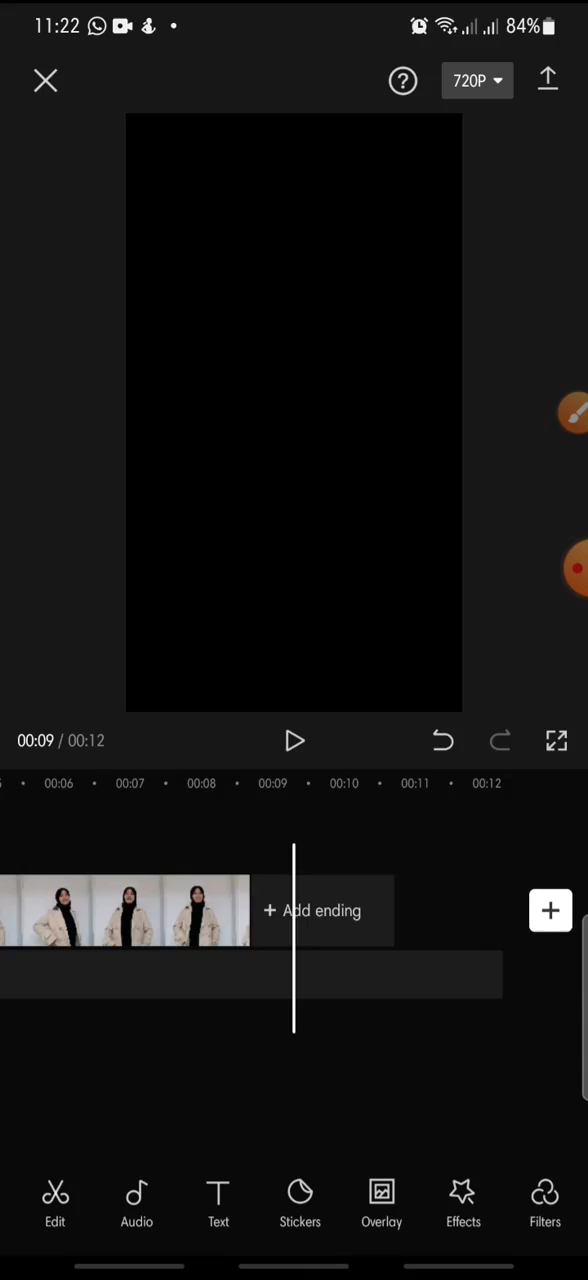 11:22
84%
720P
00:09 / 00:12
00:06 00:07 00:08 00:09 00:10 00:11 00:12
+ Add ending
Edit Audio Text Stickers Overlay Effects Filters